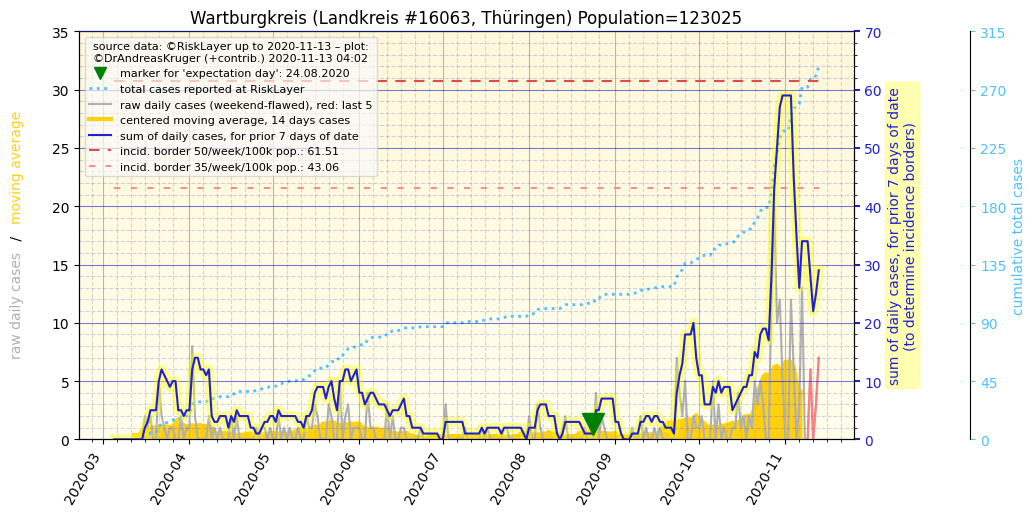 Wartburgkreis (Landkreis #16063, Thüringen) Population=123025
source data: ©RiskLayer up to 2020-11-13 – plot:
©DrAndreasKruger (+contrib.) 2020-11-13 04:02
marker for 'expectation day': 24.08.2020
total cases reported at RiskLayer
raw daily cases (weekend-flawed), red: last 5
centered moving average, 14 days cases
sum of daily cases, for prior 7 days of date
incid. border 50/week/100k pop.: 61.51
incid. border 35/week/100k pop.: 43.06
raw daily cases / moving average
35
30
25
20
15
10
5
0
70
60
50
40
30
20
10
0
sum of daily cases, for prior 7 days of date
(to determine incidence borders)
315
270
225
180
135
90
45
0
cumulative total cases
2020-03
2020-04
2020-05
2020-06
2020-07
2020-08
2020-09
2020-10
2020-11